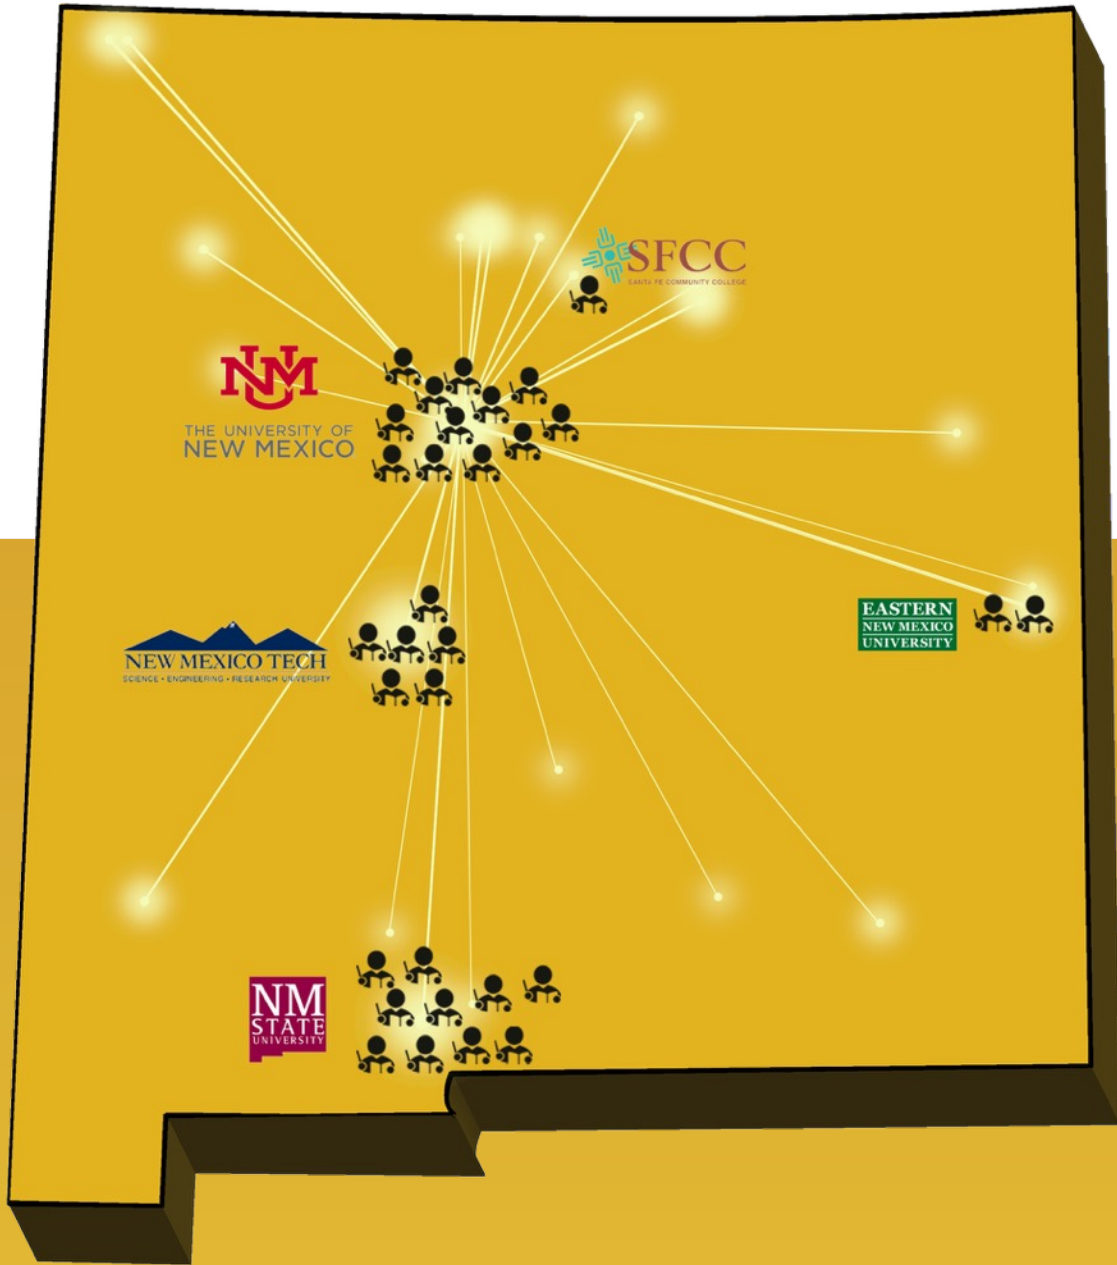 SFCC
SANTA FE COMMUNITY COLLEGE
NM
THE UNIVERSITY OF
NEW MEXICO
NEW MEXICO TECH
SCIENCE • ENGINEERING • RESEARCH UNIVERSITY
EASTERN
NEW MEXICO
UNIVERSITY
NM
STATE
UNIVERSITY